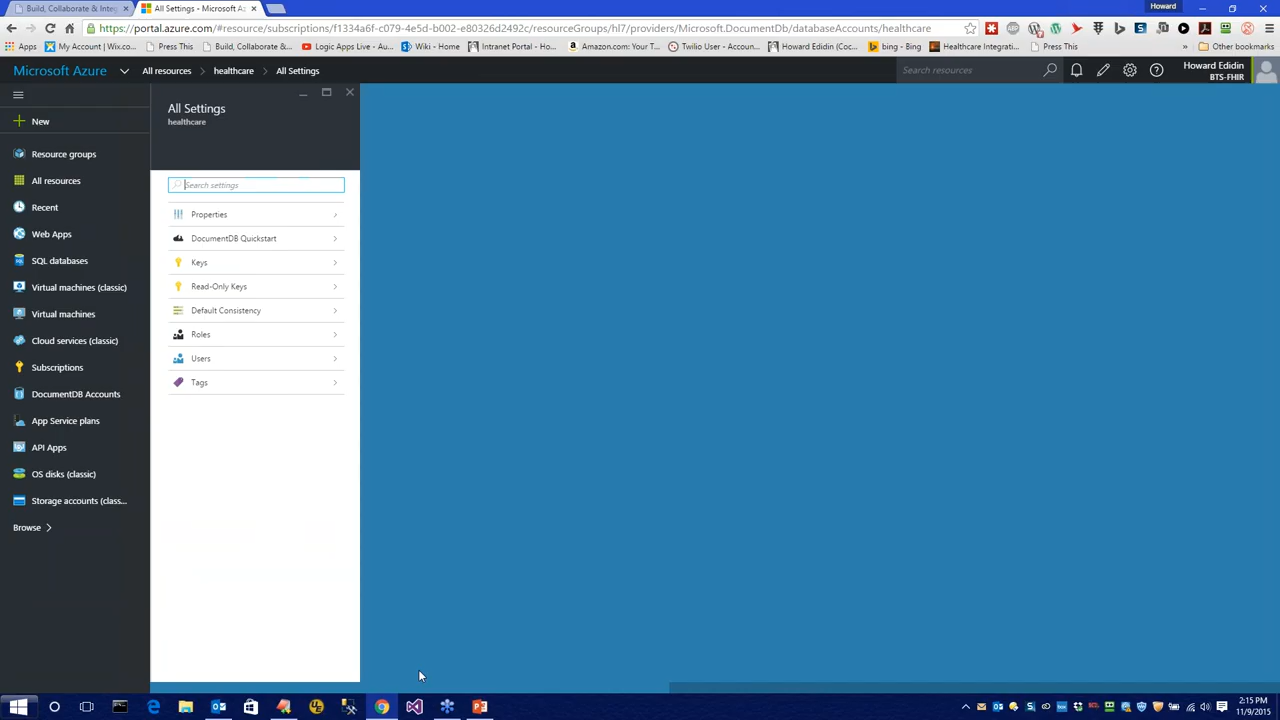 Build, Collaborate & Integ
All Settings - Microsoft Az
Howard
https://portal.azure.com/#resource/subscriptions/f1334a6f-c079-4e5d-b002-e80326d2492c/resourceGroups/hl7/providers/Microsoft.DocumentDb/databaseAccounts/healthcare
Apps
My Account | Wix.co...
Press This
Build, Collaborate &...
Logic Apps Live - Au...
Wiki - Home
Intranet Portal - Ho...
Amazon.com: Your T...
Twilio User - Accoun...
Howard Edidin (Coc...
bing - Bing
Healthcare Integrati...
Press This
»
Other bookmarks
Microsoft Azure
All resources
healthcare
All Settings
Search resources
Howard Edidin
BTS-FHIR
New
Resource groups
All resources
Recent
Web Apps
SQL databases
Virtual machines (classic)
Virtual machines
Cloud services (classic)
Subscriptions
DocumentDB Accounts
App Service plans
API Apps
OS disks (classic)
Storage accounts (class...
Browse
All Settings
healthcare
Search settings
Properties
DocumentDB Quickstart
Keys
Read-Only Keys
Default Consistency
Roles
Users
Tags
2:15 PM
11/9/2015